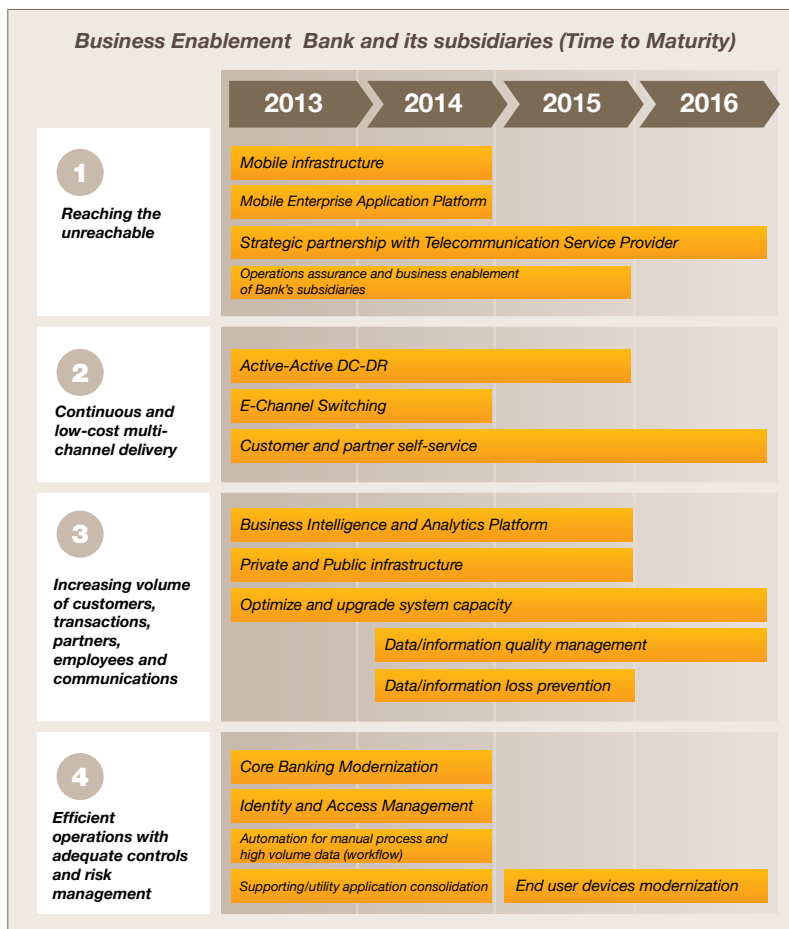 Business Enablement Bank and its subsidiaries (Time to Maturity)
2013 2014 2015 2016
1
Reaching the
unreachable
Mobile infrastructure
Mobile Enterprise Application Platform
Strategic partnership with Telecommunication Service Provider
Operations assurance and business enablement
of Bank's subsidiaries
2
Continuous and
low-cost multi-
channel delivery
Active-Active DC-DR
E-Channel Switching
Customer and partner self-service
3
Increasing volume
of customers,
transactions,
partners,
employees and
communications
Business Intelligence and Analytics Platform
Private and Public infrastructure
Optimize and upgrade system capacity
Data/information quality management
Data/information loss prevention
4
Efficient
operations with
adequate controls
and risk
management
Core Banking Modernization
Identity and Access Management
Automation for manual process and
high volume data (workflow)
Supporting/utility application consolidation
End user devices modernization